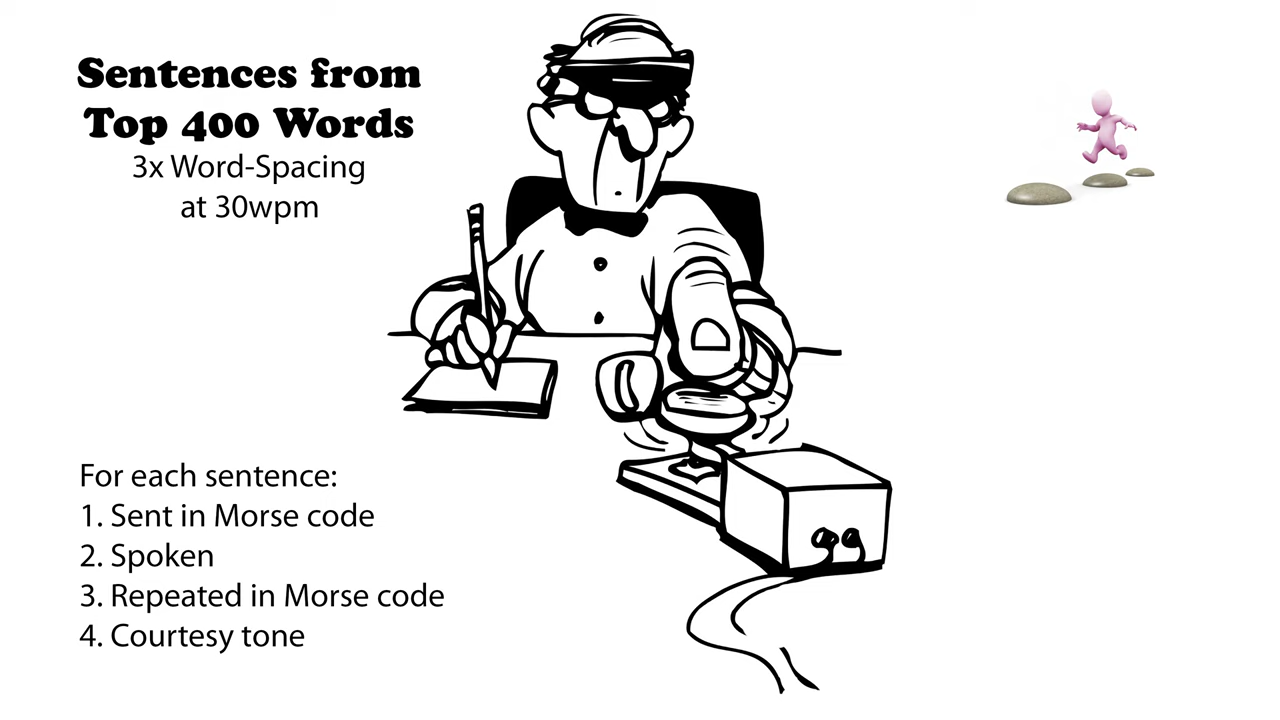 Sentences from
Top 400 Words
3x Word-Spacing
at 30wpm
For each sentence:
1. Sent in Morse code
2. Spoken
3. Repeated in Morse code
4. Courtesy tone